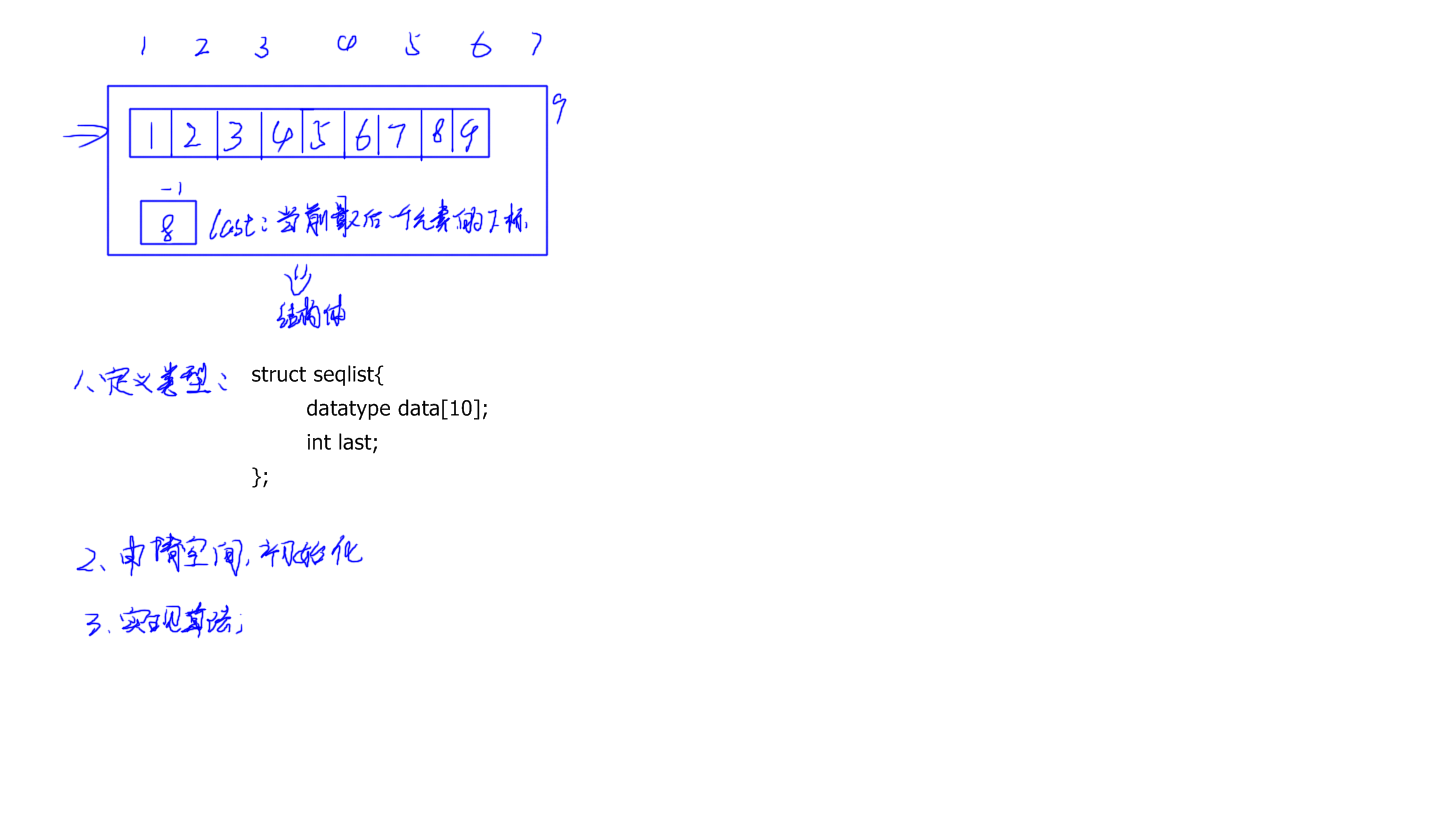 1 2 3 4 5 6 7
9
1 2 3 4 5 6 7 8 9
-1
8 last:当前最后一个元素的下标
结构体
1、定义类型: struct seqlist{
datatype data[10];
int last;
};
2、申请空间,初始化
3、实现算法;